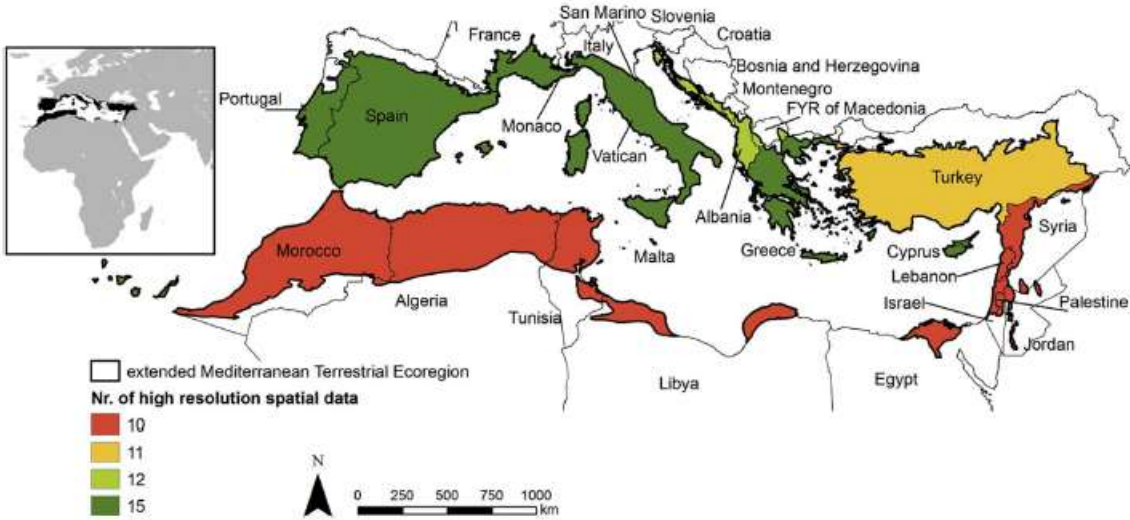 San Marino
Slovenia
France
Italy
Croatia
Bosnia and Herzegovina
Montenegro
FYR of Macedonia
Portugal
Spain
Monaco
Vatican
Turkey
Albania
Greece
Cyprus
Syria
Morocco
Malta
Lebanon
Algeria
Tunisia
Israel
Palestine
Jordan
Libya
Egypt
extended Mediterranean Terrestrial Ecoregion
Nr. of high resolution spatial data
10
11
12
15
N
0 250 500 750 1000
km